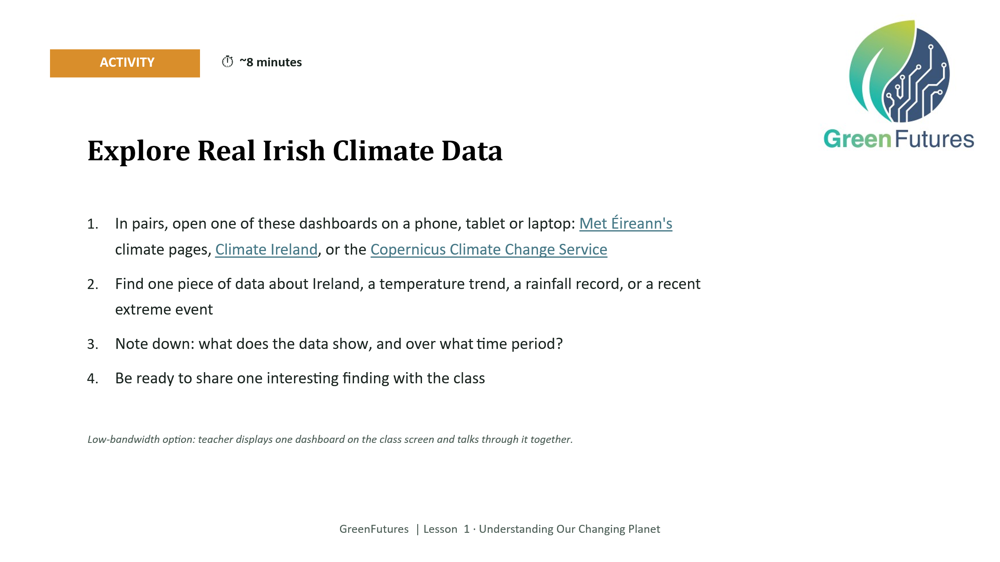 ACTIVITY
⏱ ~8 minutes
GreenFutures
Explore Real Irish Climate Data
1. In pairs, open one of these dashboards on a phone, tablet or laptop: Met Éireann's
climate pages, Climate Ireland, or the Copernicus Climate Change Service
2. Find one piece of data about Ireland, a temperature trend, a rainfall record, or a recent
extreme event
3. Note down: what does the data show, and over what time period?
4. Be ready to share one interesting finding with the class
Low-bandwidth option: teacher displays one dashboard on the class screen and talks through it together.
GreenFutures | Lesson 1 · Understanding Our Changing Planet